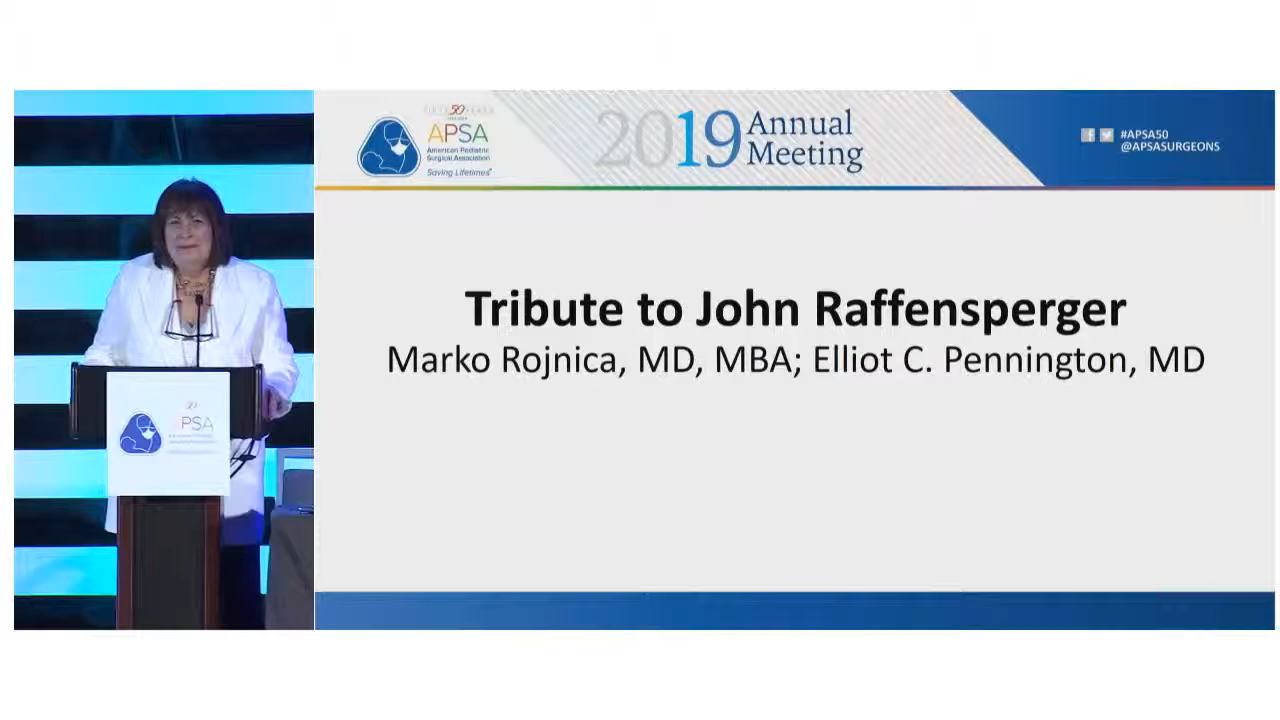 50
APSA
American Pediatric
Surgical Association
Saving Lifetimes
2019 Annual
Meeting
#APSA50
@APSASURGEONS
Tribute to John Raffensperger
Marko Rojnica, MD, MBA; Elliot C. Pennington, MD
APSA